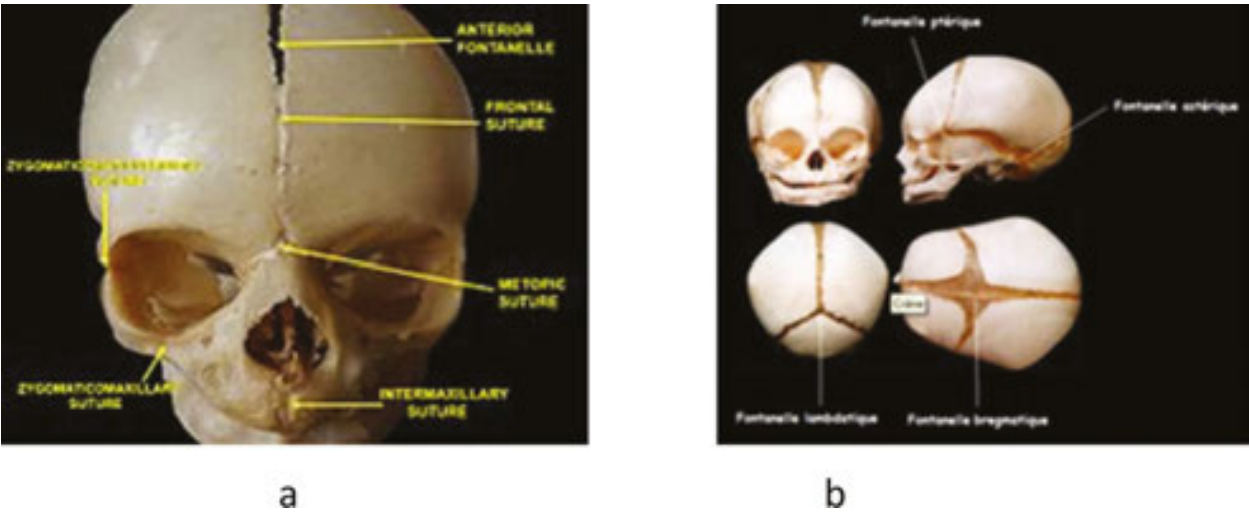 ANTERIOR
FONTANELLE
FRONTAL
SUTURE
METOPIC
SUTURE
ZYGOMATICOMAXILLARY
SUTURE
INTERMAXILLARY
SUTURE
a
Fontanelle ptérique
Fontanelle astérique
Crâne
Fontanelle lambdatique
Fontanelle bregmatique
b